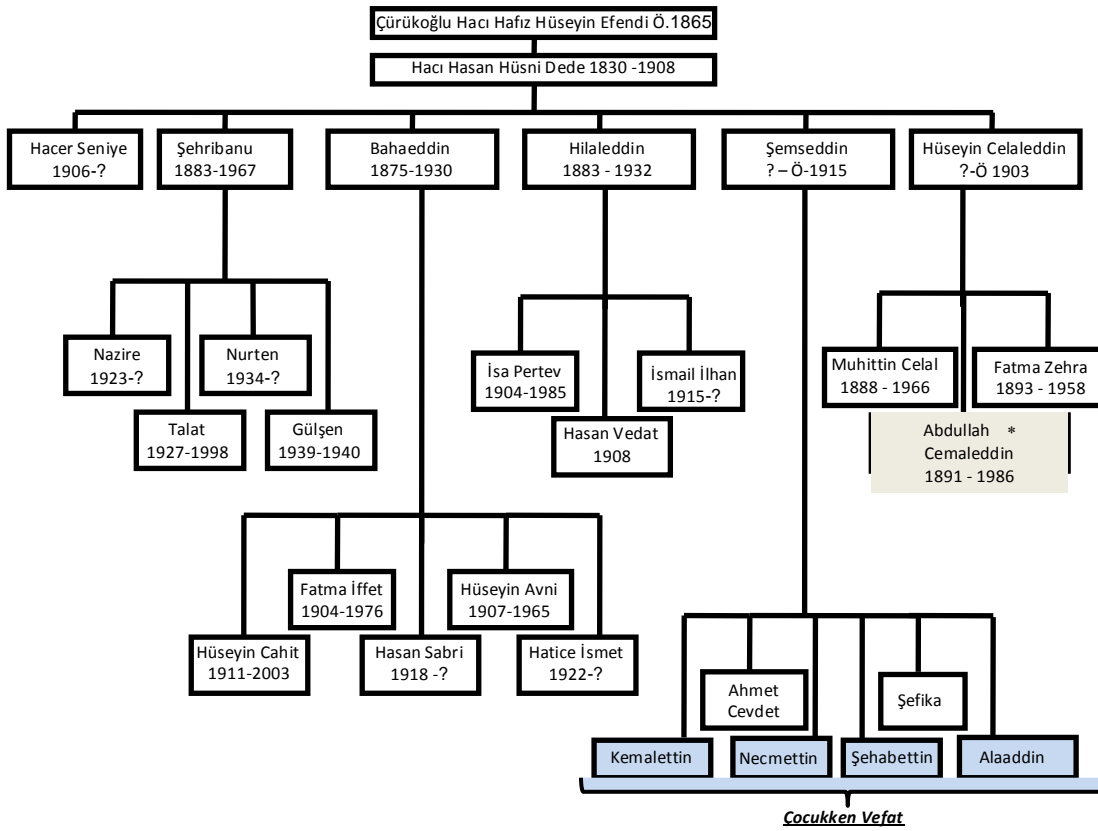 Çürükoğlu Hacı Hafız Hüseyin Efendi Ö.1865
Hacı Hasan Hüsni Dede 1830 -1908
Hacer Seniye
1906-?
Şehribanu
1883-1967
Bahaeddin
1875-1930
Hilaleddin
1883 - 1932
Şemseddin
? – Ö-1915
Hüseyin Celaleddin
?-Ö 1903
Nazire
1923-?
Nurten
1934-?
Talat
1927-1998
Gülşen
1939-1940
İsa Pertev
1904-1985
İsmail İlhan
1915-?
Hasan Vedat
1908
Muhittin Celal
1888 - 1966
Fatma Zehra
1893 - 1958
Abdullah *
Cemaleddin
1891 - 1986
Fatma İffet
1904-1976
Hüseyin Avni
1907-1965
Hüseyin Cahit
1911-2003
Hasan Sabri
1918 -?
Hatice İsmet
1922-?
Ahmet
Cevdet
Şefika
Kemalettin
Necmettin
Şehabettin
Alaaddin
Çocukken Vefat